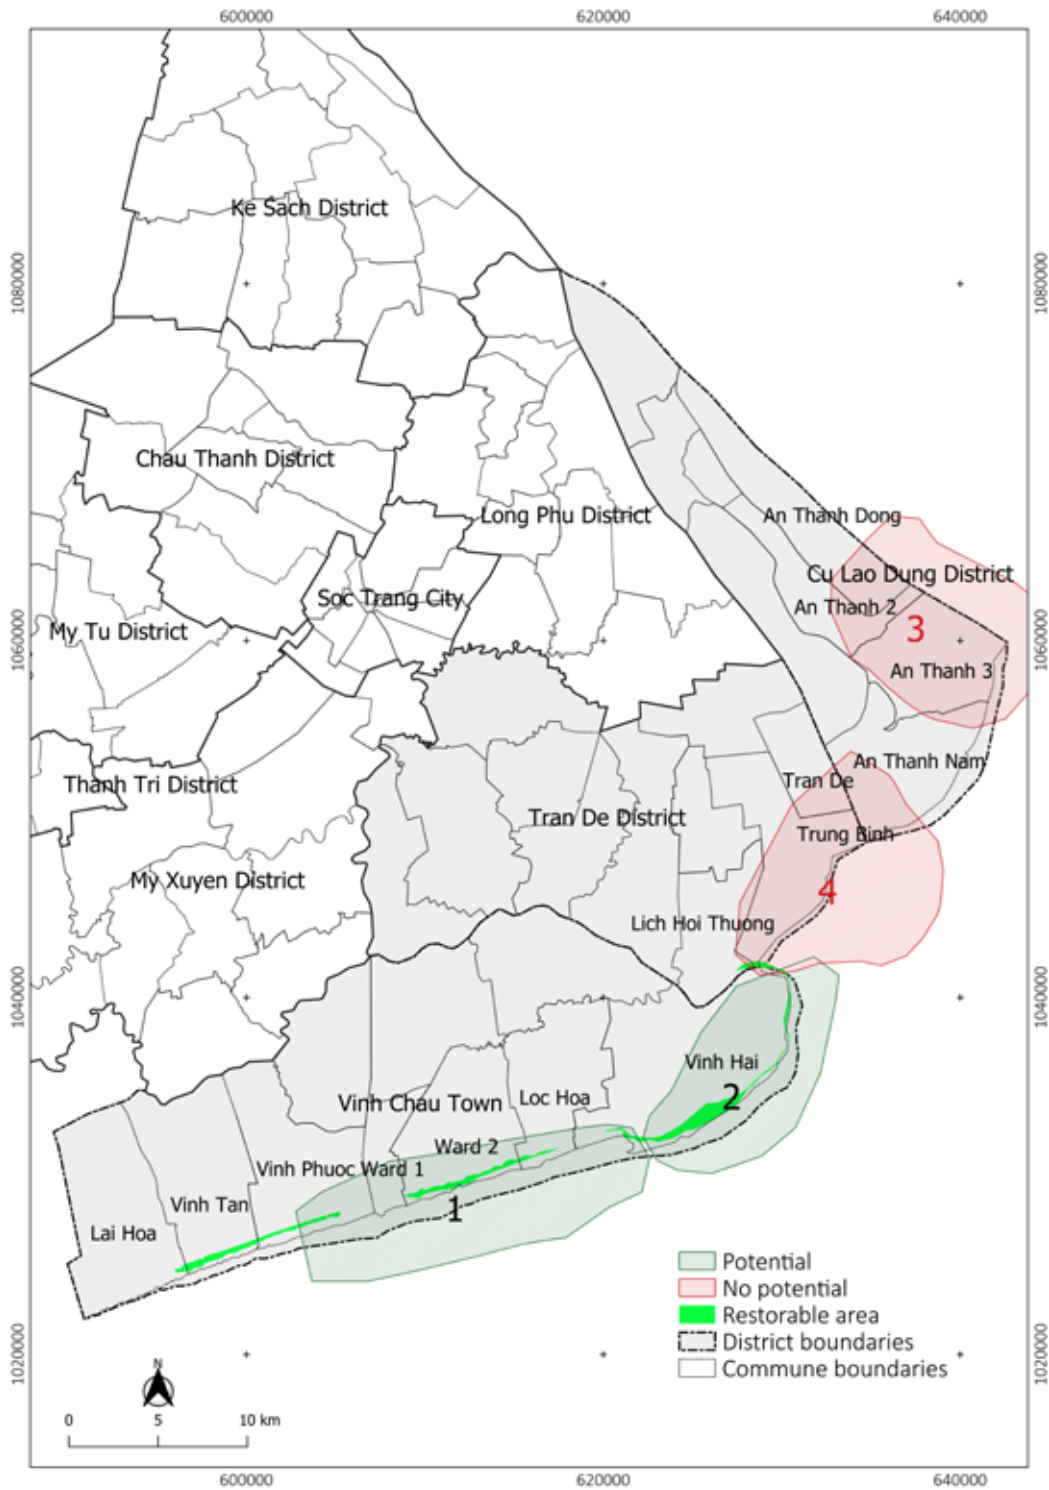 600000
620000
640000
Ke Sach District
1080000
1080000
Chau Thanh District
Long Phu District
An Thanh Dong
Cu Lao Dung District
Soc Trang City
An Thanh 2
My Tu District
3
1060000
1060000
An Thanh 3
An Thanh Nam
Thanh Tri District
Tran De
Tran De District
Trung Binh
My Xuyen District
4
Lich Hoi Thuong
1040000
1040000
Vinh Hai
Vinh Chau Town
Loc Hoa
2
Ward 2
Vinh Phuoc Ward 1
Vinh Tan
1
Lai Hoa
Potential
No potential
Restorable area
District boundaries
Commune boundaries
1020000
1020000
N
0 5 10 km
600000
620000
640000